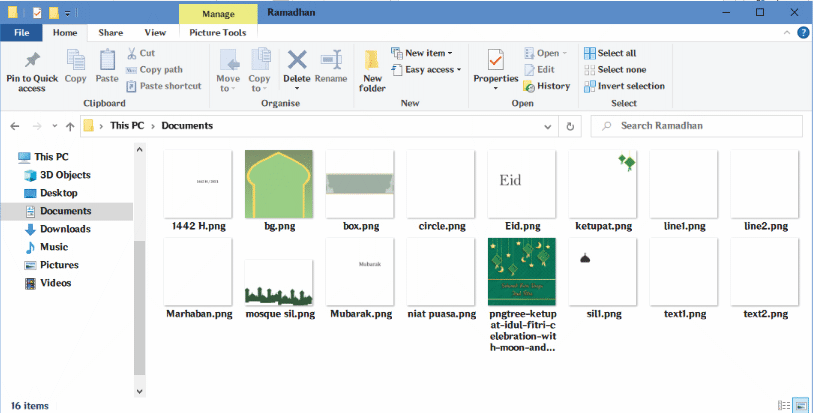 Manage
Ramadhan
File
Home
Share
View
Picture Tools
Pin to Quick
access
Copy
Paste
Cut
Copy path
Paste shortcut
Clipboard
Move
to
Copy
to
Delete
Rename
Organise
New
folder
New item
Easy access
New
Properties
Open
Edit
History
Open
Select all
Select none
Invert selection
Select
This PC > Documents
Search Ramadhan
This PC
3D Objects
Desktop
Documents
Downloads
Music
Pictures
Videos
Eid
1442 H.png
bg.png
box.png
circle.png
Eid.png
ketupat.png
line1.png
line2.png
Mubarak
Marhaban.png
mosque sil.png
Mubarak.png
niat puasa.png
pngtree-ketup
at-idul-fitri-c
elebration-wit
h-moon-and...
sil1.png
text1.png
text2.png
16 items